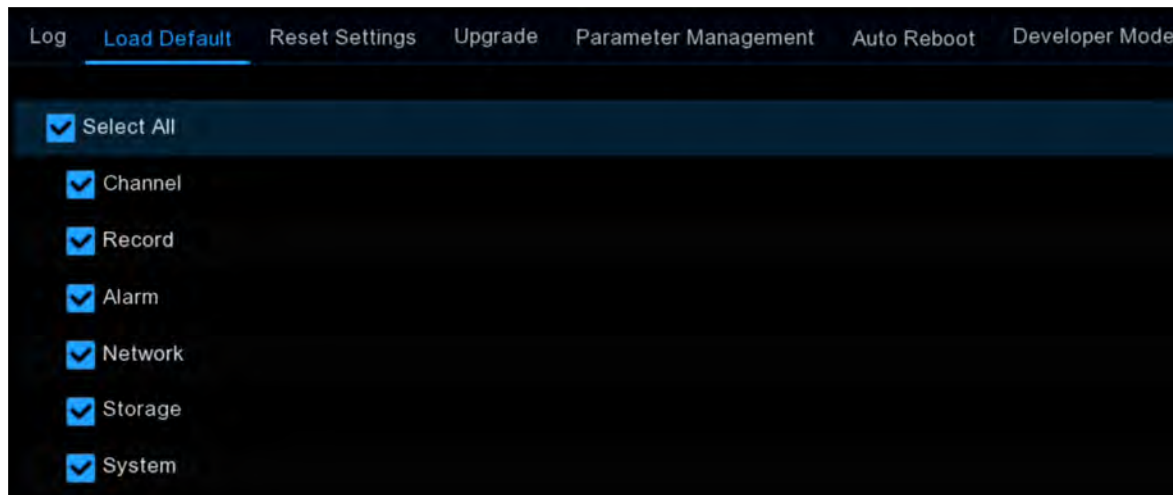 Log Load Default Reset Settings Upgrade Parameter Management Auto Reboot Developer Mode
Select All
Channel
Record
Alarm
Network
Storage
System